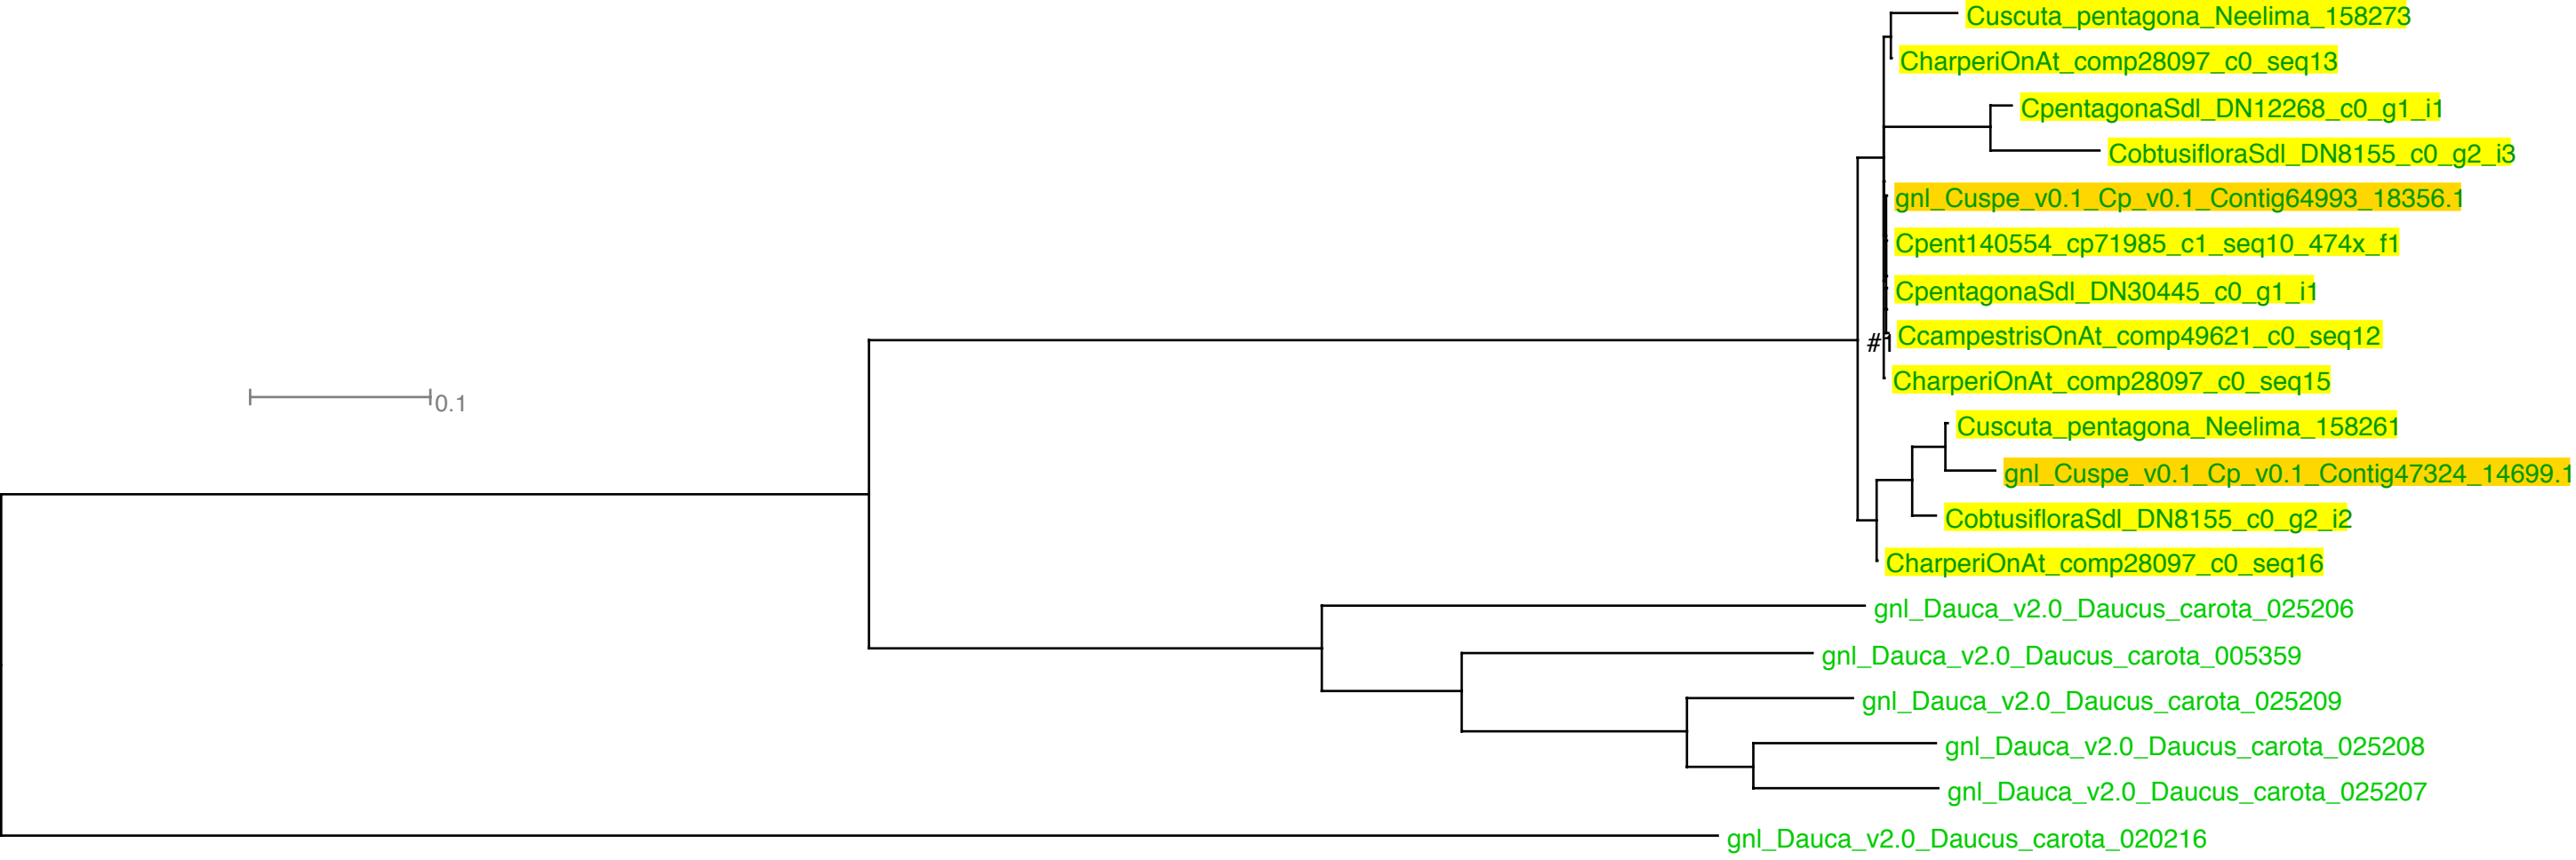 Cuscuta_pentagona_Neelima_158273
CharperiOnAt_comp28097_c0_seq13
CpentagonaSdl_DN12268_c0_g1_i1
CobtusifloraSdl_DN8155_c0_g2_i3
gnl_Cuspe_v0.1_Cp_v0.1_Contig64993_18356.1
Cpent140554_cp71985_c1_seq10_474x_f1
CpentagonaSdl_DN30445_c0_g1_i1
# CcampestrisOnAt_comp49621_c0_seq12
CharperiOnAt_comp28097_c0_seq15
0.1
Cuscuta_pentagona_Neelima_158261
gnl_Cuspe_v0.1_Cp_v0.1_Contig47324_14699.1
CobtusifloraSdl_DN8155_c0_g2_i2
CharperiOnAt_comp28097_c0_seq16
gnl_Dauca_v2.0_Daucus_carota_025206
gnl_Dauca_v2.0_Daucus_carota_005359
gnl_Dauca_v2.0_Daucus_carota_025209
gnl_Dauca_v2.0_Daucus_carota_025208
gnl_Dauca_v2.0_Daucus_carota_025207
gnl_Dauca_v2.0_Daucus_carota_020216